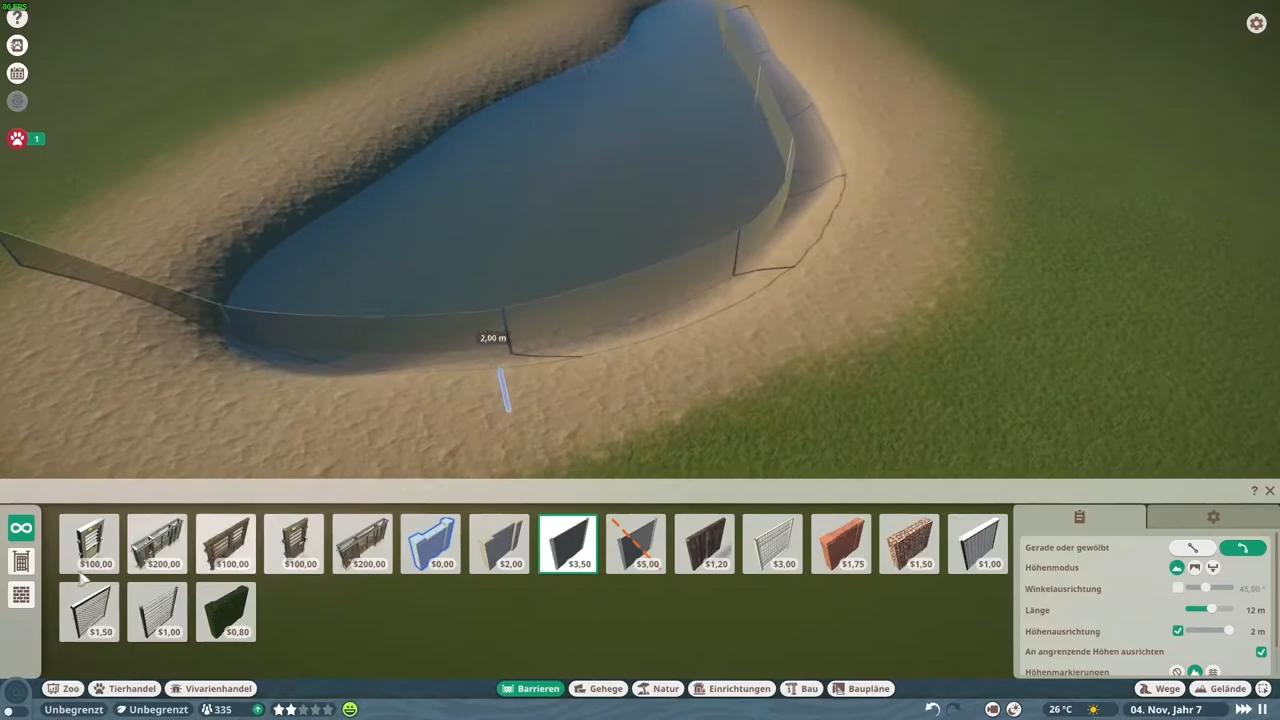 30 FPS
?
1
2,00 m
?
$100,00
$200,00
$100,00
$100,00
$200,00
$0,00
$2,00
$3,50
$5,00
$1,20
$3,00
$1,75
$1,50
$1,00
$1,50
$1,00
$0,80
Gerade oder gewölbt
Höhenmodus
Winkelausrichtung 45,00 °
Länge 12 m
Höhenausrichtung 2 m
An angrenzende Höhen ausrichten
Höhenmarkierungen
Zoo Tierhandel Vivarienhandel Barrieren Gehege Natur Einrichtungen Bau Baupläne Wege Gelände
Unbegrenzt Unbegrenzt 335 26 °C 04. Nov, Jahr 7